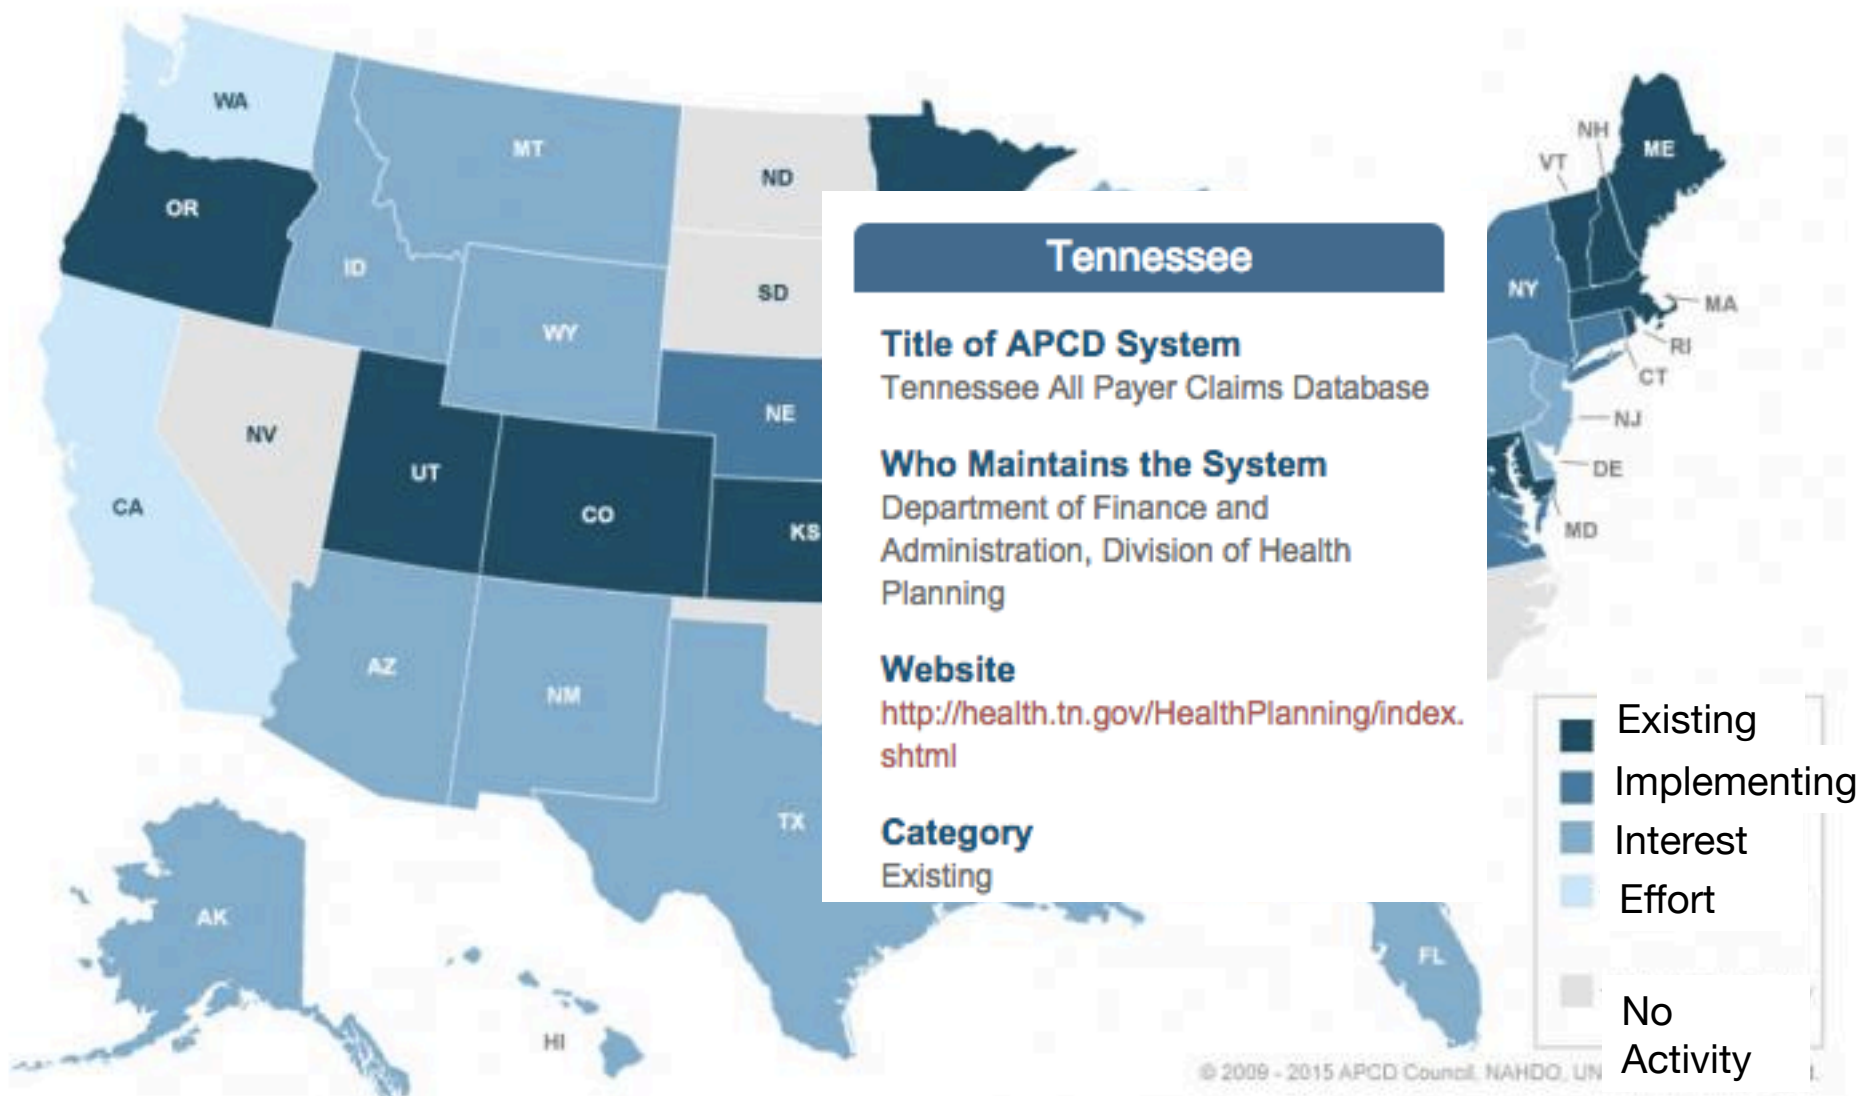 WA
MT
ND
OR
ID
SD
WY
NE
NV
UT
CO
KS
CA
AZ
NM
TX
AK
HI
FL
NH
ME
VT
NY
MA
RI
CT
NJ
DE
MD
Tennessee
Title of APCD System
Tennessee All Payer Claims Database
Who Maintains the System
Department of Finance and
Administration, Division of Health
Planning
Website
http://health.tn.gov/HealthPlanning/index.
shtml
Category
Existing
Existing
Implementing
Interest
Effort
No
Activity
© 2009 - 2015 APCD Council, NAHDO, UN